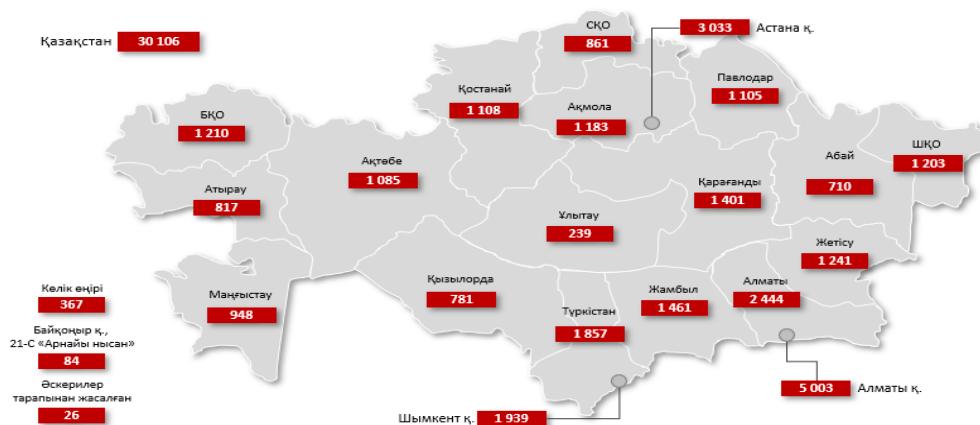 Қазақстан 30 106
СҚО
861
3 033 Астана қ.
Қостанай
1 108
Ақмола
1 183
Павлодар
1 105
БҚО
1 210
Ақтөбе
1 085
Қарағанды
1 401
Абай
710
ШҚО
1 203
Атырау
817
Ұлытау
239
Жетісу
1 241
Маңғыстау
948
Қызылорда
781
Түркістан
1 857
Жамбыл
1 461
Алматы
2 444
Көлік өңірі
367
Байқоңыр қ.,
21-С «Арнайы нысан»
84
Әскерилер
тарапынан жасалған
26
Шымкент қ. 1 939
5 003 Алматы қ.